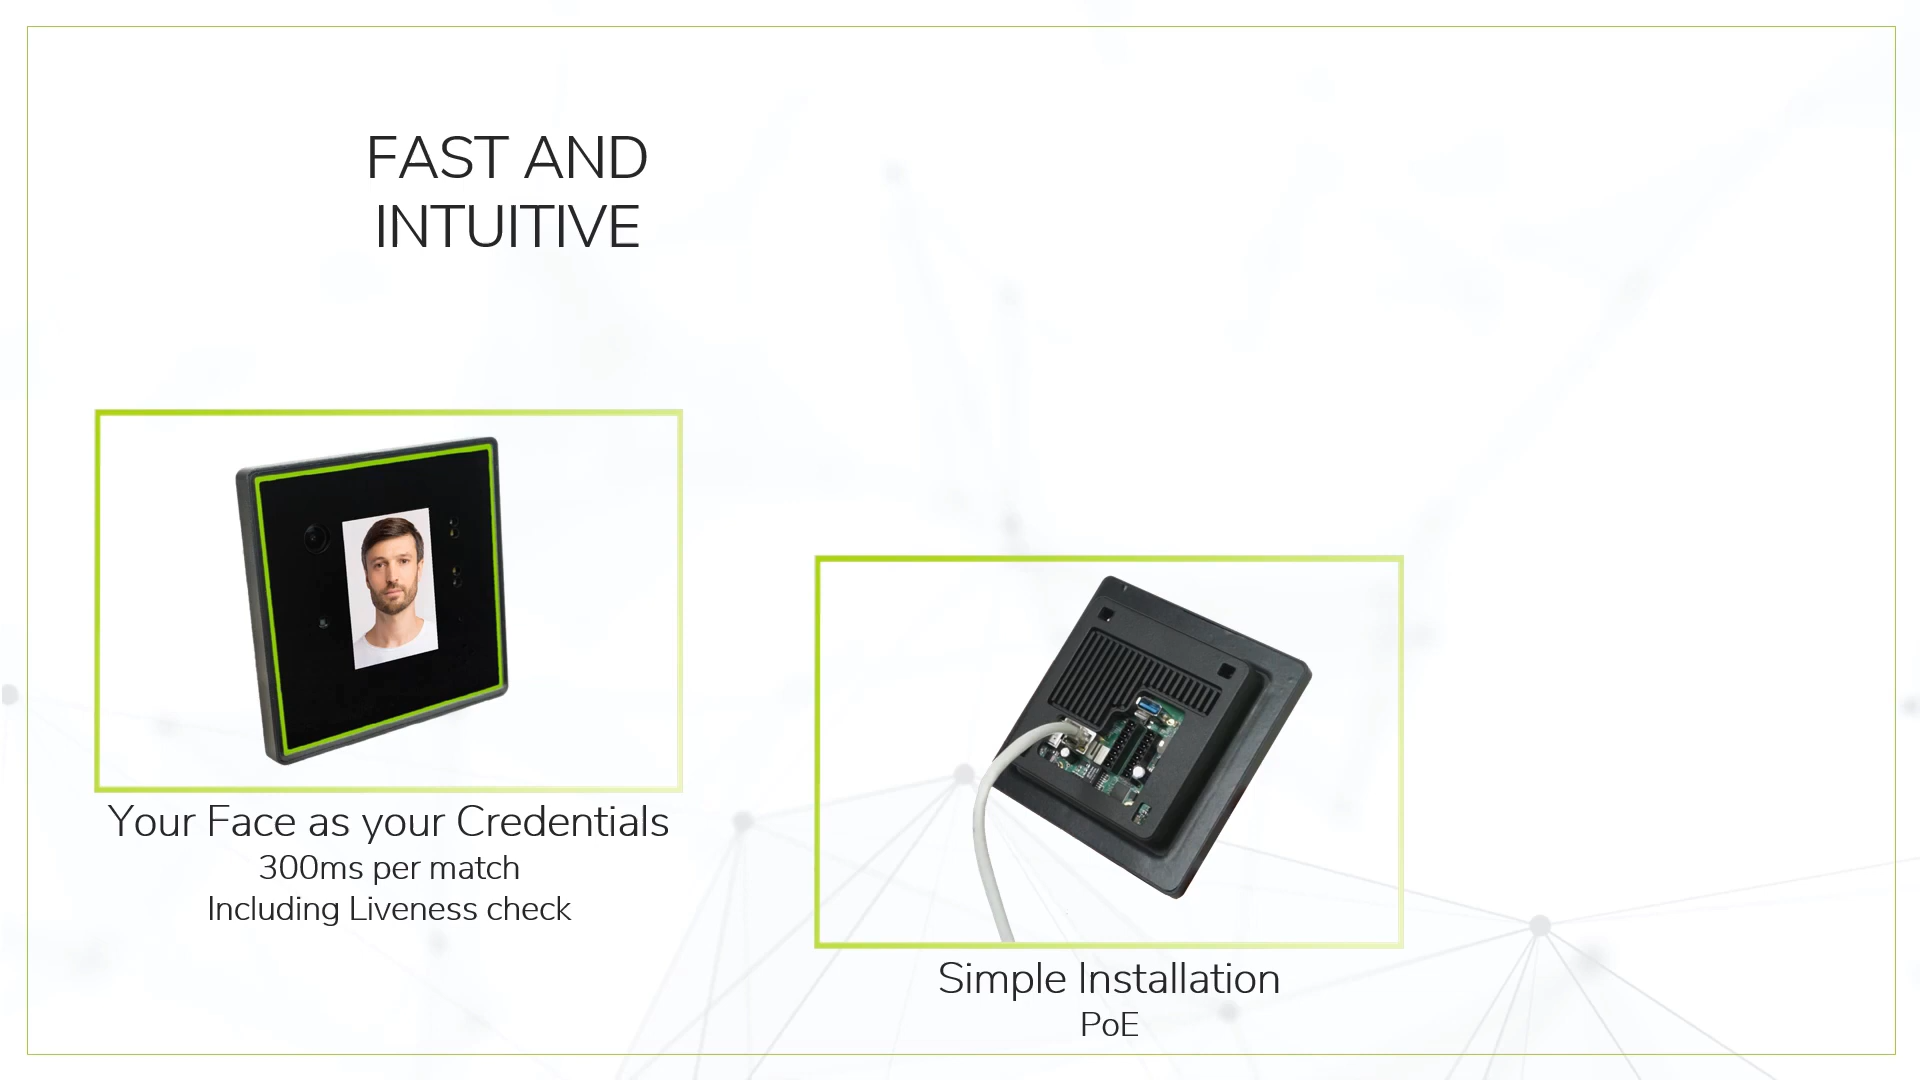 FAST AND
INTUITIVE
Your Face as your Credentials
300ms per match
Including Liveness check
Simple Installation
PoE